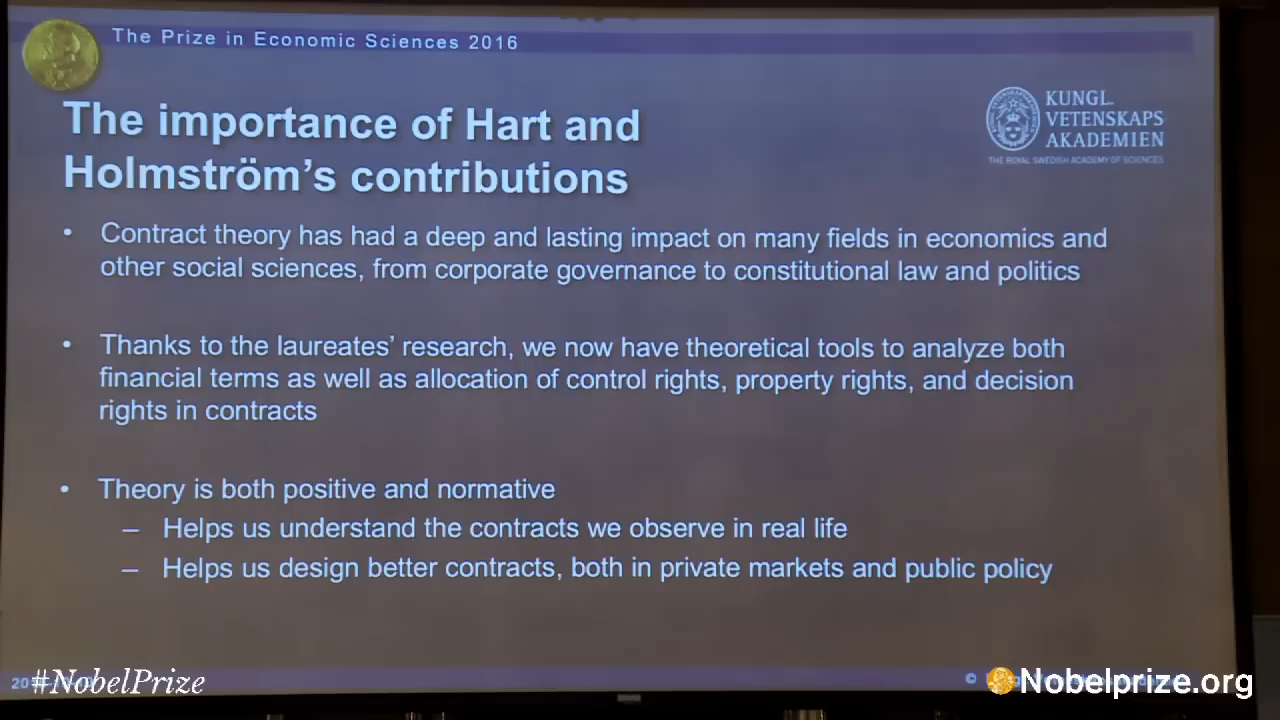 The Prize in Economic Sciences 2016
The importance of Hart and
Holmström's contributions
KUNGL.
VETENSKAPS
AKADEMIEN
THE ROYAL SWEDISH ACADEMY OF SCIENCES
• Contract theory has had a deep and lasting impact on many fields in economics and
other social sciences, from corporate governance to constitutional law and politics
• Thanks to the laureates' research, we now have theoretical tools to analyze both
financial terms as well as allocation of control rights, property rights, and decision
rights in contracts
• Theory is both positive and normative
– Helps us understand the contracts we observe in real life
– Helps us design better contracts, both in private markets and public policy
#NobelPrize
©
Nobelprize.org